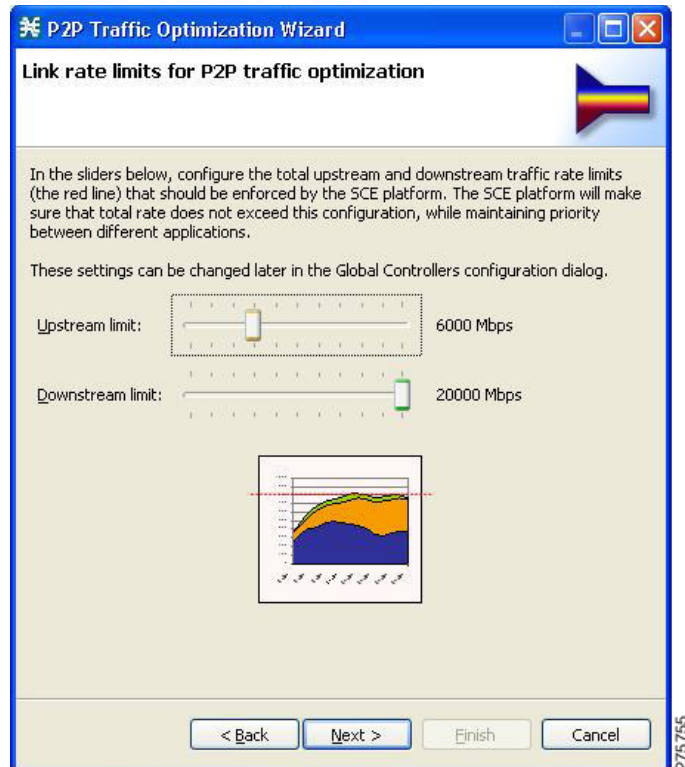 P2P Traffic Optimization Wizard
Link rate limits for P2P traffic optimization
In the sliders below, configure the total upstream and downstream traffic rate limits
(the red line) that should be enforced by the SCE platform. The SCE platform will make
sure that total rate does not exceed this configuration, while maintaining priority
between different applications.
These settings can be changed later in the Global Controllers configuration dialog.
Upstream limit: 6000 Mbps
Downstream limit: 20000 Mbps
< Back Next > Finish Cancel
275755